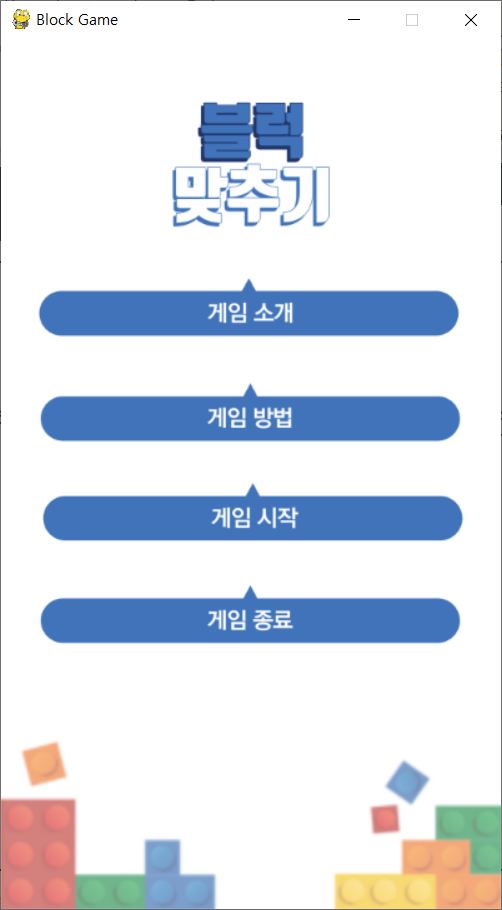 Block Game
블럭
맞추기
게임 소개
게임 방법
게임 시작
게임 종료